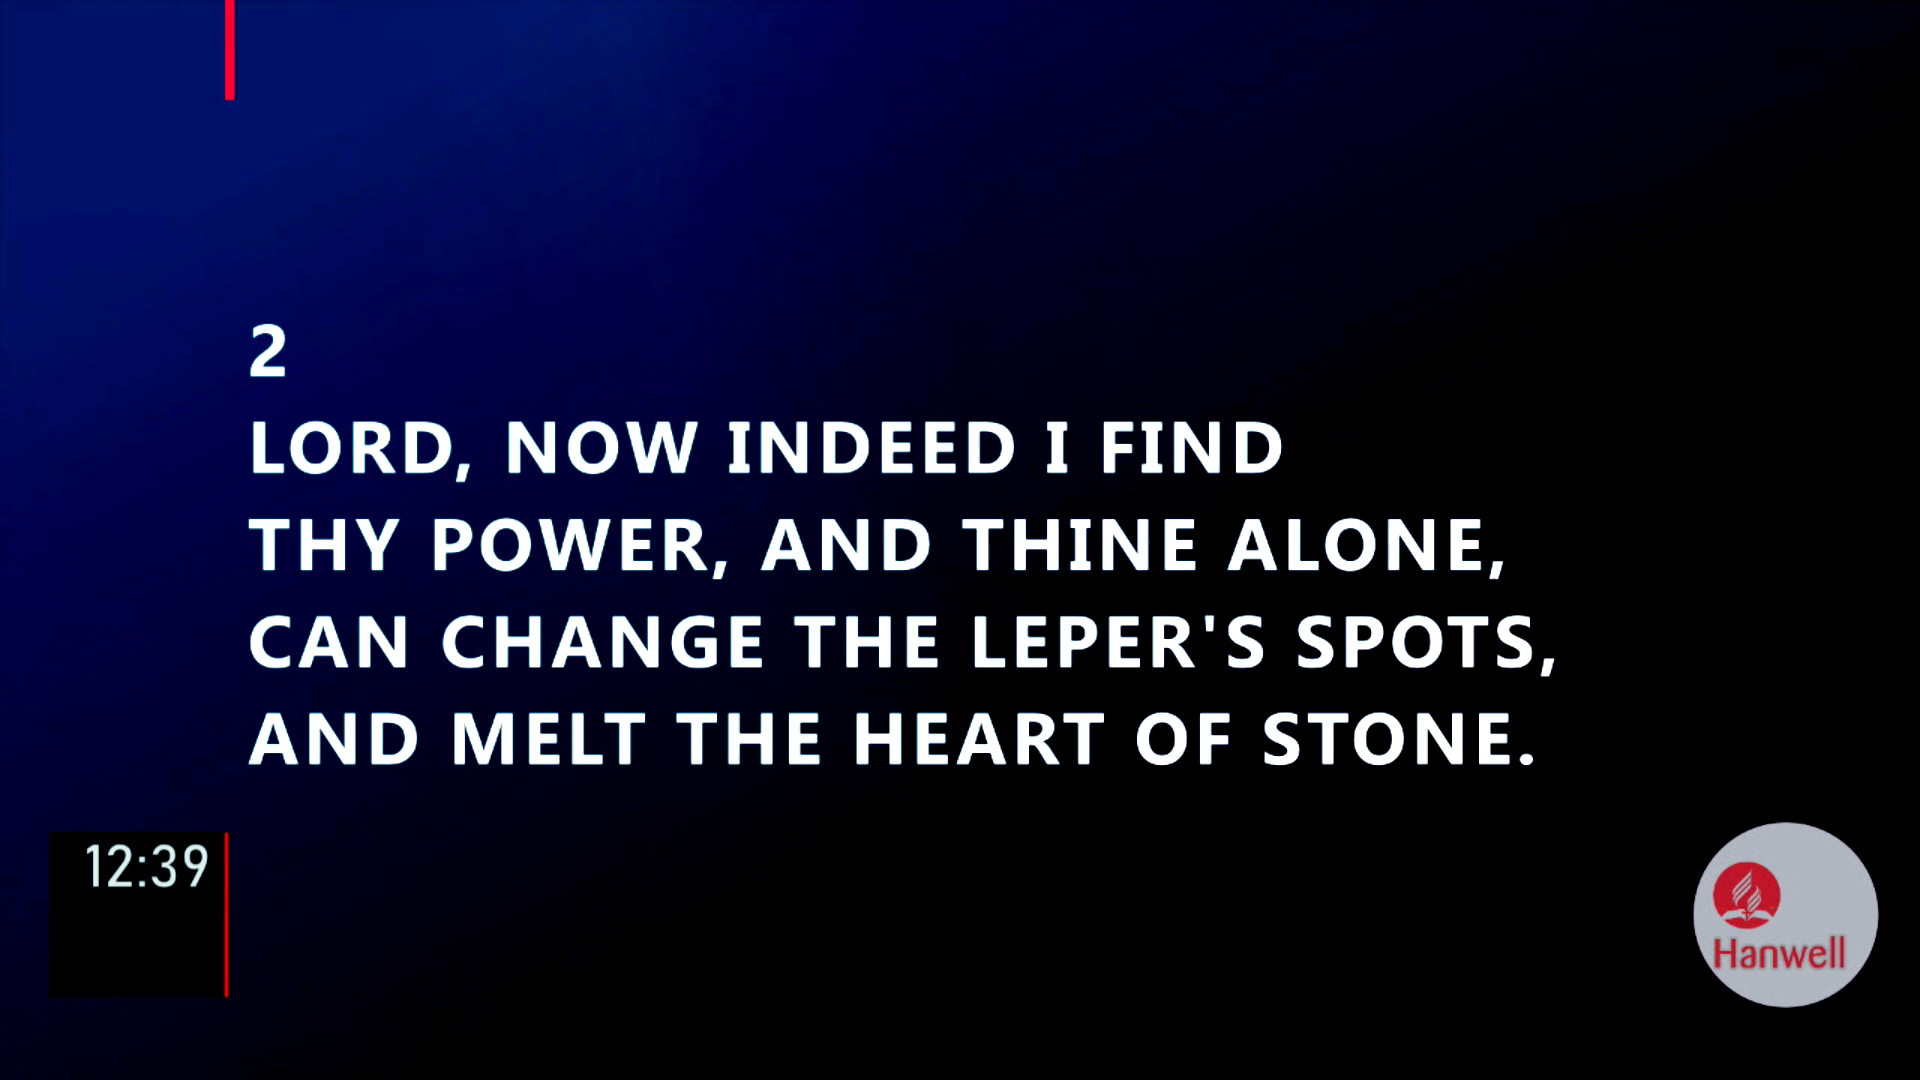 2
LORD, NOW INDEED I FIND
THY POWER, AND THINE ALONE,
CAN CHANGE THE LEPER'S SPOTS,
AND MELT THE HEART OF STONE.
12:39
Hanwell